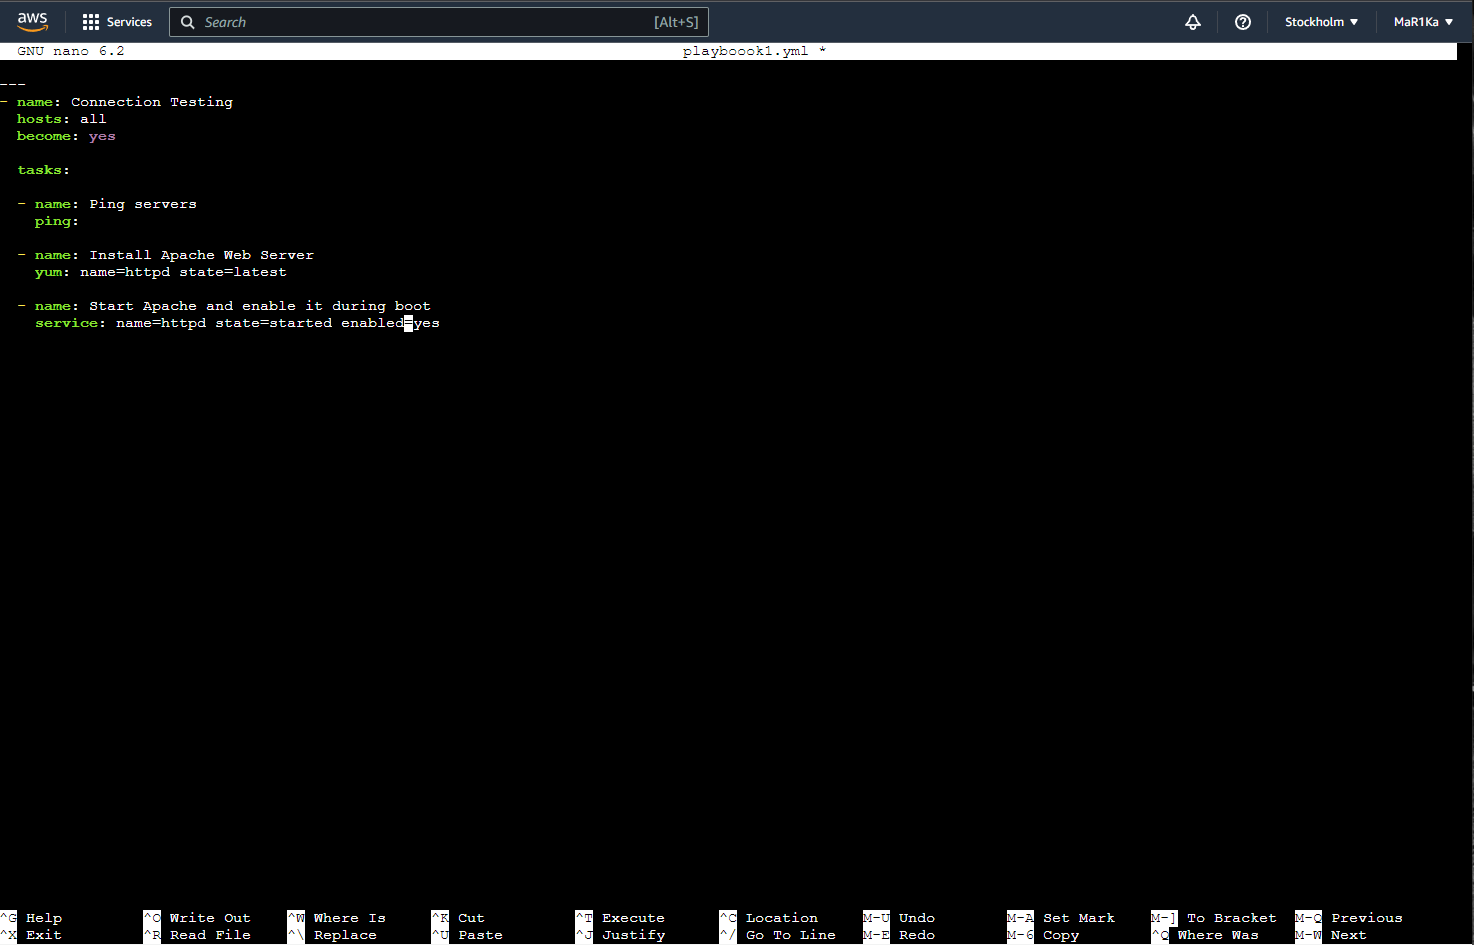 aws Services Search [Alt+S] Stockholm MaR1Ka
GNU nano 6.2 playboook1.yml *
---
- name: Connection Testing
hosts: all
become: yes
tasks:
- name: Ping servers
ping:
- name: Install Apache Web Server
yum: name=httpd state=latest
- name: Start Apache and enable it during boot
service: name=httpd state=started enabled=yes
^G Help ^O Write Out ^W Where Is ^K Cut ^T Execute ^C Location M-U Undo M-A Set Mark M-] To Bracket M-Q Previous
^X Exit ^R Read File ^\ Replace ^U Paste ^J Justify ^/ Go To Line M-E Redo M-6 Copy ^Q Where Was M-W Next